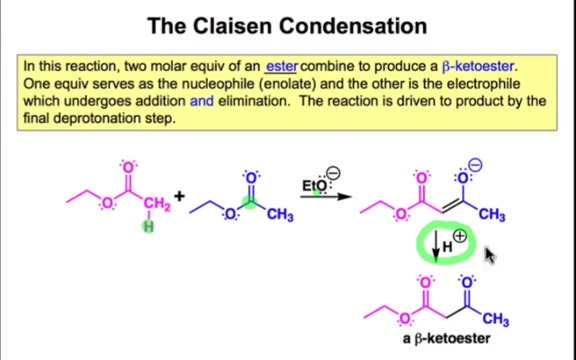 The Claisen Condensation
In this reaction, two molar equiv of an ester combine to produce a β-ketoester.
One equiv serves as the nucleophile (enolate) and the other is the electrophile
which undergoes addition and elimination. The reaction is driven to product by the
final deprotonation step.
O O O O
O CH2 + O CH3 EtO O CH3
H H
O O
O CH3
a β-ketoester